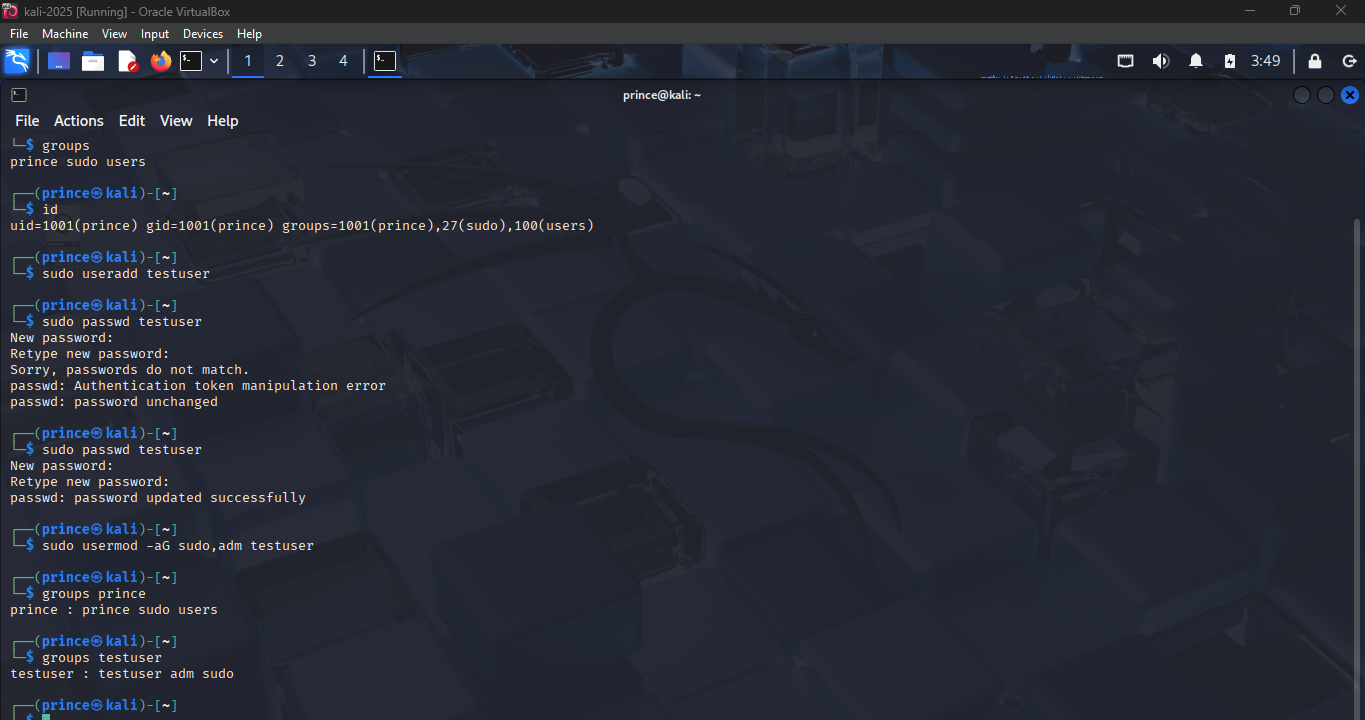 kali-2025 [Running] - Oracle VirtualBox
File Machine View Input Devices Help
1 2 3 4 3:49
prince@kali: ~
File Actions Edit View Help
└─$ groups
prince sudo users
┌──(prince㉿kali)-[~]
└─$ id
uid=1001(prince) gid=1001(prince) groups=1001(prince),27(sudo),100(users)
┌──(prince㉿kali)-[~]
└─$ sudo useradd testuser
┌──(prince㉿kali)-[~]
└─$ sudo passwd testuser
New password:
Retype new password:
Sorry, passwords do not match.
passwd: Authentication token manipulation error
passwd: password unchanged
┌──(prince㉿kali)-[~]
└─$ sudo passwd testuser
New password:
Retype new password:
passwd: password updated successfully
┌──(prince㉿kali)-[~]
└─$ sudo usermod -aG sudo,adm testuser
┌──(prince㉿kali)-[~]
└─$ groups prince
prince : prince sudo users
┌──(prince㉿kali)-[~]
└─$ groups testuser
testuser : testuser adm sudo
┌──(prince㉿kali)-[~]
└─$